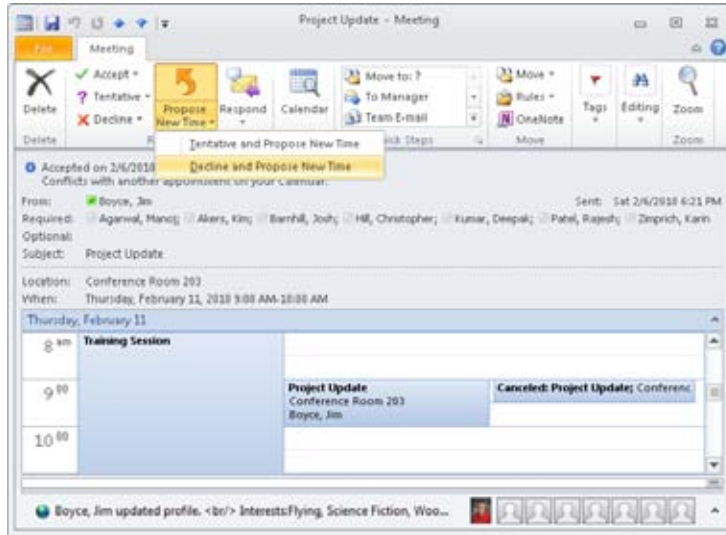 Project Update - Meeting
File Meeting
Delete
Accept
Tentative
Decline
Propose New Time
Respond
Calendar
Move to: ?
To Manager
Team E-mail
Move
Rules
OneNote
Tags
Editing
Zoom
Delete
Move
Zoom
Tentative and Propose New Time
Decline and Propose New Time
Accepted on 2/6/2010
Conflicts with another appointment on your Calendar.
From: Boyce, Jim Sent: Sat 2/6/2010 6:21 PM
Required: Agarwal, Manoj; Akers, Kim; Barnhill, Josh; Hill, Christopher; Kumar, Deepak; Patel, Rajesh; Zimprich, Karin
Optional:
Subject: Project Update
Location: Conference Room 203
When: Thursday, February 11, 2010 9:00 AM-10:00 AM
Thursday, February 11
8 am Training Session
9 00 Project Update Canceled: Project Update; Conferenc
Conference Room 203
Boyce, Jim
10 00
Boyce, Jim updated profile. <br/> Interests:Flying, Science Fiction, Woo...